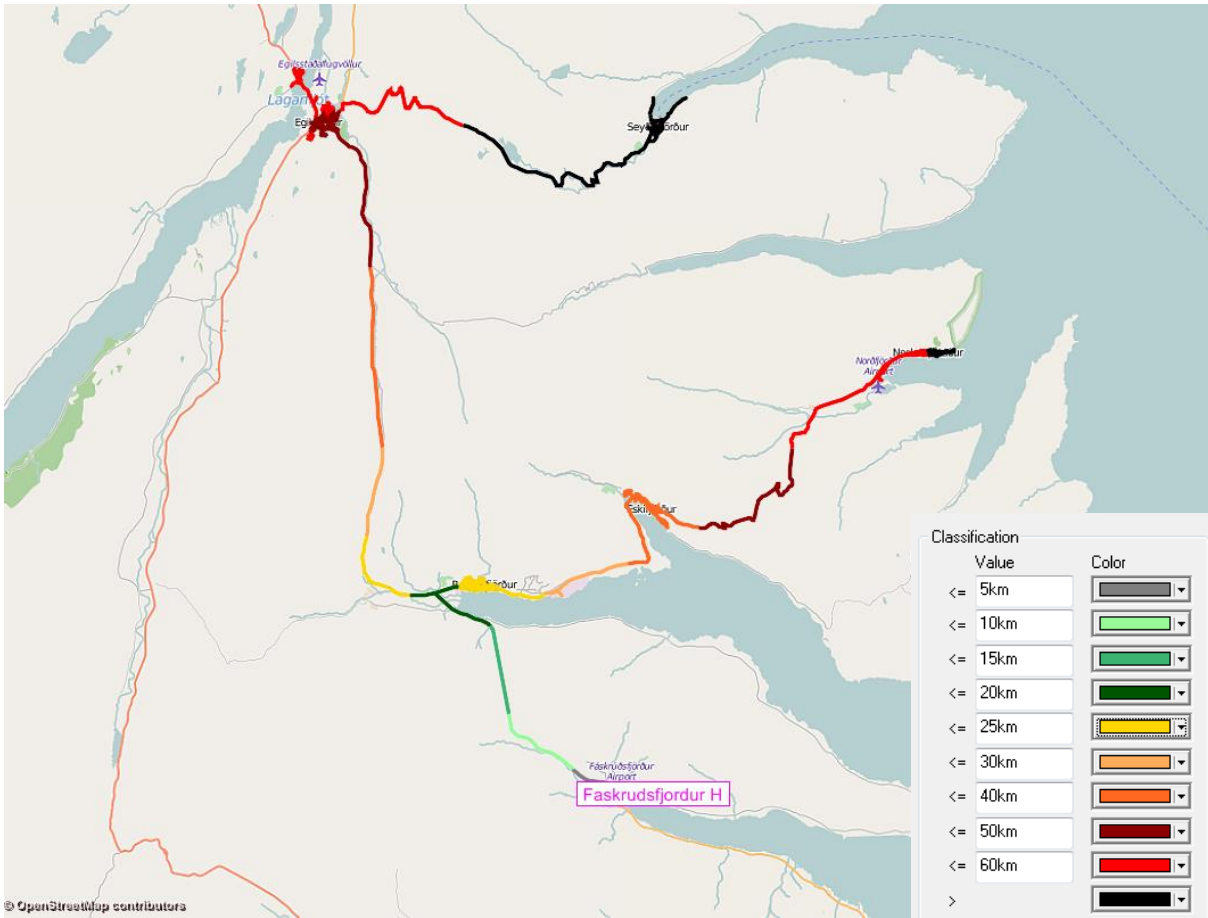 Egilsstaðaflugvöllur
Seyðisfjörður
Norðfjörður
Airport
Eskifjörður
Fáskrúðsfjörður
Airport
Faskrudsfjordur H
Classification
Value Color
<= 5km
<= 10km
<= 15km
<= 20km
<= 25km
<= 30km
<= 40km
<= 50km
<= 60km
>
© OpenStreetMap contributors